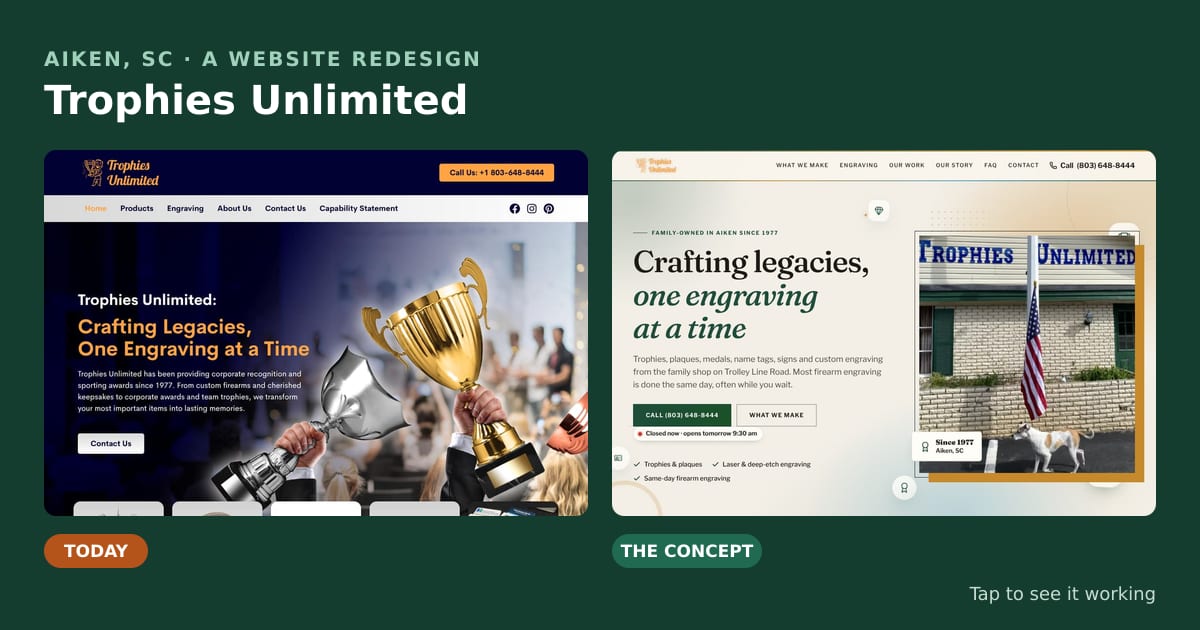 AIKEN, SC · A WEBSITE REDESIGN
Trophies Unlimited
Trophies
Unlimited
Call Us: +1 803-648-8444
Home Products Engraving About Us Contact Us Capability Statement
Trophies Unlimited:
Crafting Legacies,
One Engraving at a Time
Trophies Unlimited has been providing corporate recognition and
sporting awards since 1977. From custom firearms and cherished
keepsakes to corporate awards and team trophies, we transform
your most important items into lasting memories.
Contact Us
TODAY
Trophies
Unlimited
WHAT WE MAKE ENGRAVING OUR WORK OUR STORY FAQ CONTACT Call (803) 648-8444
FAMILY-OWNED IN AIKEN SINCE 1977
Crafting legacies,
one engraving
at a time
Trophies, plaques, medals, name tags, signs and custom engraving
from the family shop on Trolley Line Road. Most firearm engraving
is done the same day, often while you wait.
CALL (803) 648-8444 WHAT WE MAKE
Closed now · opens tomorrow 9:30 am
Trophies & plaques Laser & deep-etch engraving
Same-day firearm engraving
TROPHIES UNLIMITED
Since 1977
Aiken, SC
THE CONCEPT
Tap to see it working